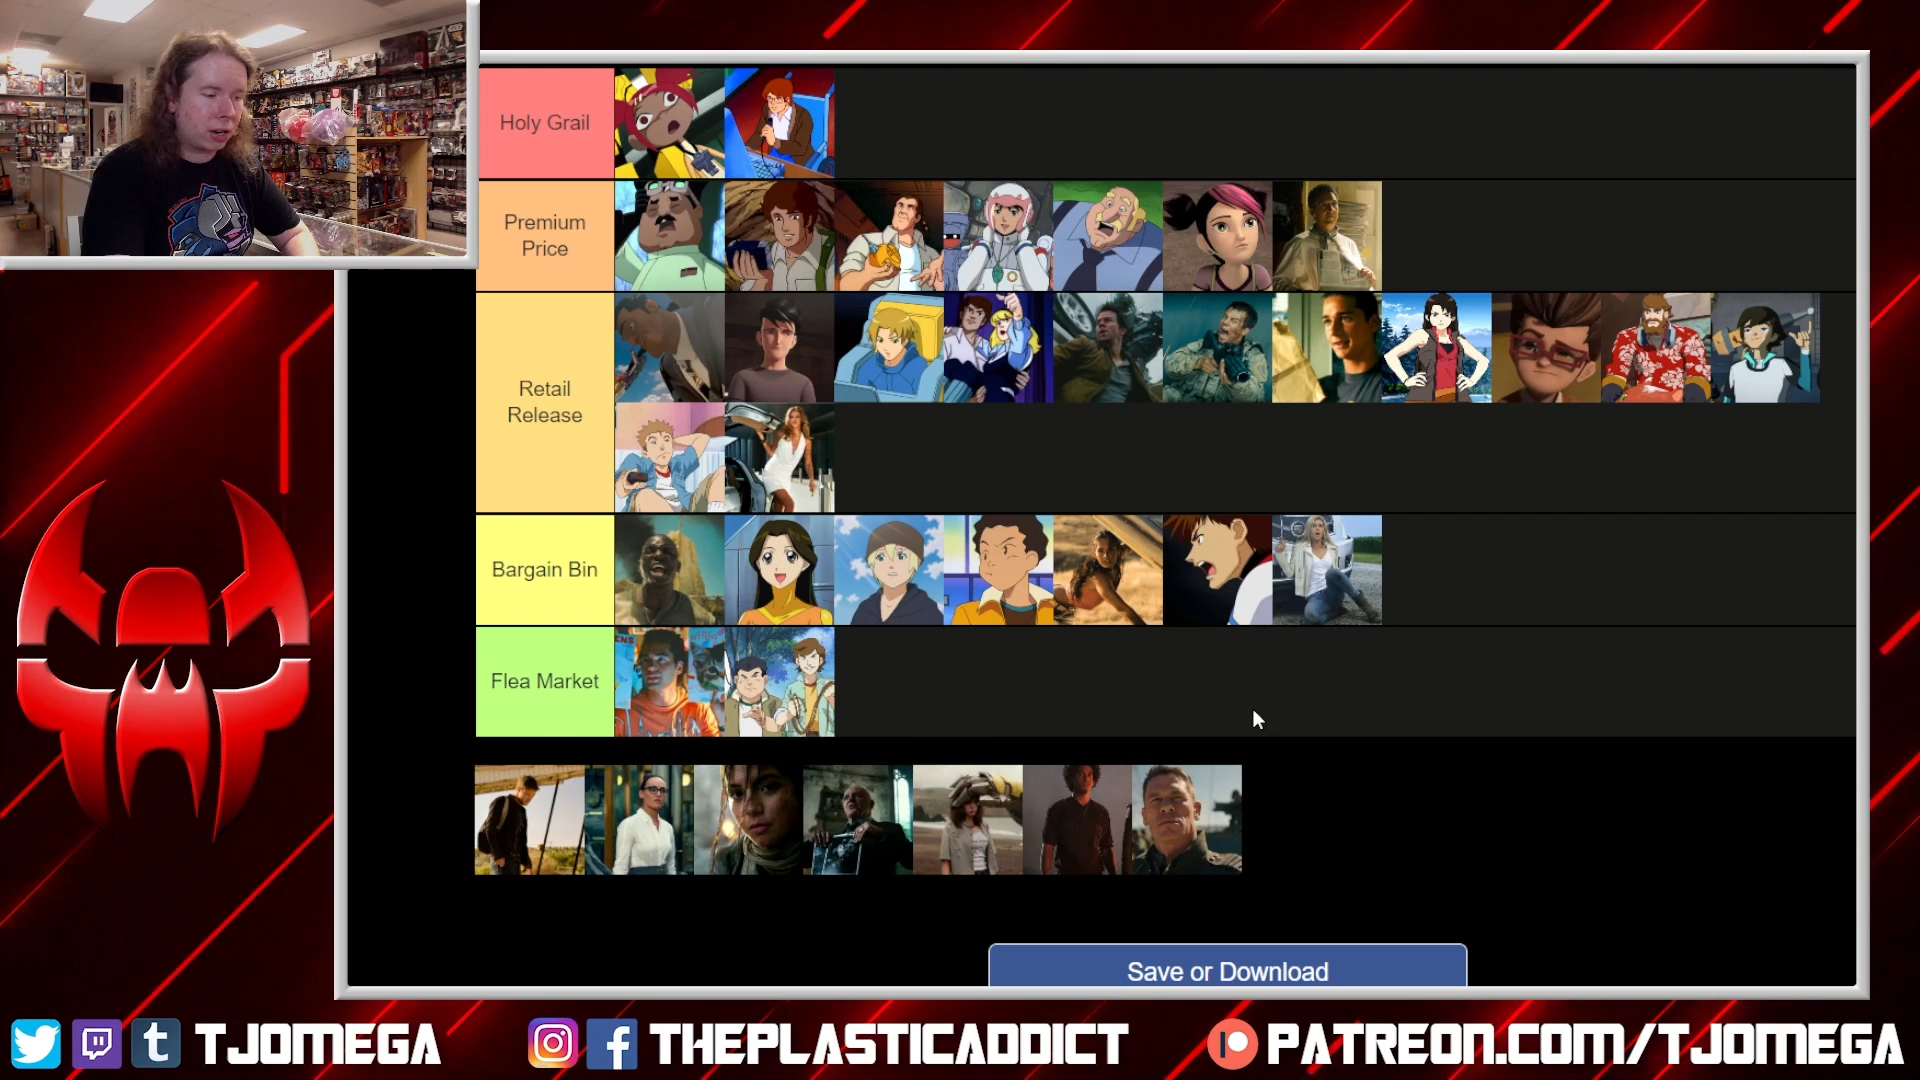 Holy Grail
Premium
Price
Retail
Release
Bargain Bin
Flea Market
Save or Download
TJOMEGA
THEPLASTICADDICT
PATREON.COM/TJOMEGA